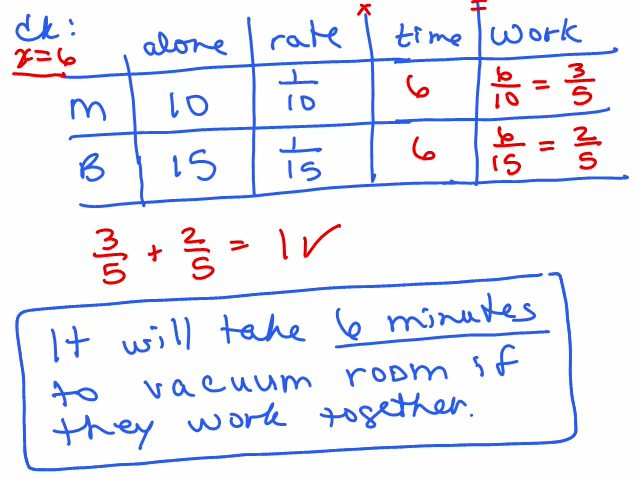 ck:
x=6
alone rate × time = work
M 10 1/10 6 6/10 = 3/5
B 15 1/15 6 6/15 = 2/5
3/5 + 2/5 = 1 ✓
It will take 6 minutes
to vacuum room if
they work together.